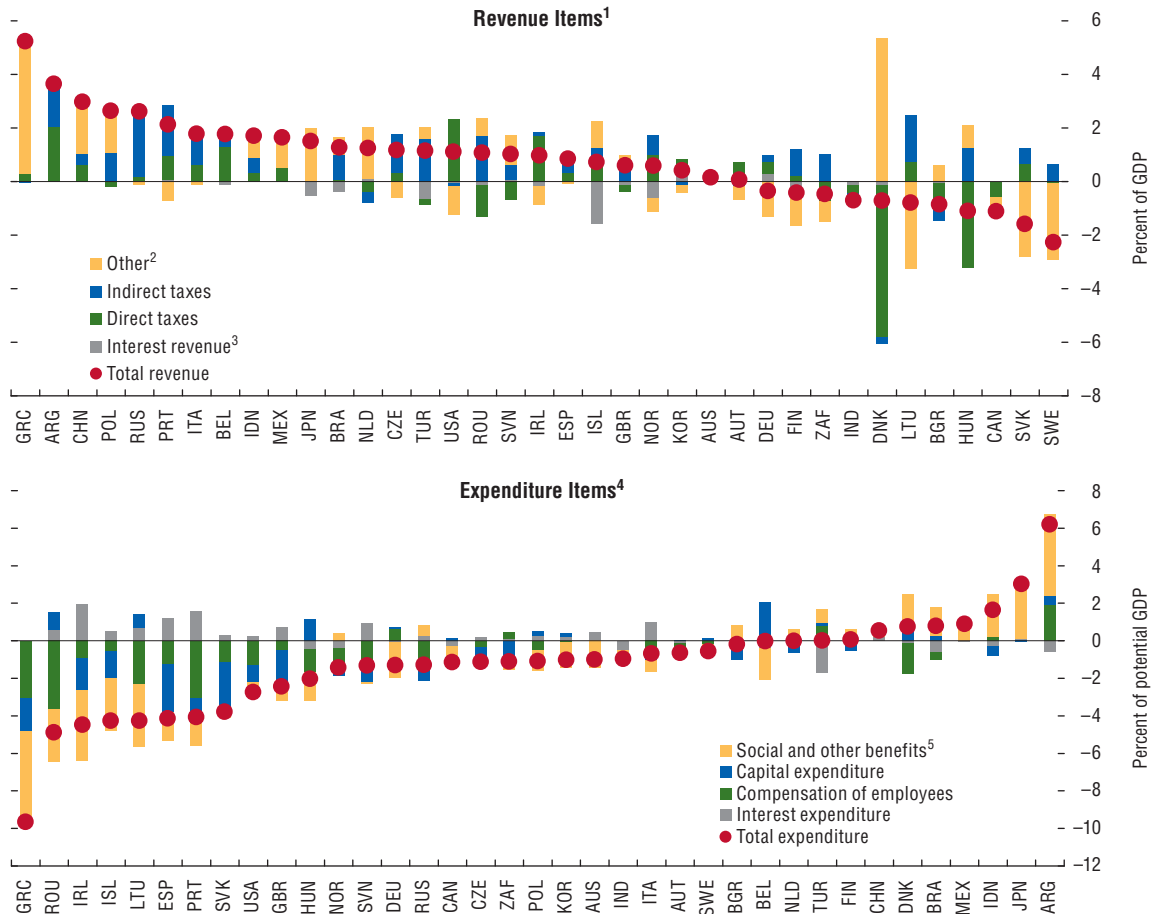 Revenue Items¹
6
4
2
0
−2
−4
−6
−8
Percent of GDP
Other²
Indirect taxes
Direct taxes
Interest revenue³
Total revenue
GRC ARG CHN POL RUS PRT ITA BEL IDN MEX JPN BRA NLD CZE TUR USA ROU SVN IRL ESP ISL GBR NOR KOR AUS AUT DEU FIN ZAF IND DNK LTU BGR HUN CAN SVK SWE
Expenditure Items⁴
8
6
4
2
0
−2
−4
−6
−8
−10
−12
Percent of potential GDP
Social and other benefits⁵
Capital expenditure
Compensation of employees
Interest expenditure
Total expenditure
GRC ROU IRL ISL LTU ESP PRT SVK USA GBR HUN NOR SVN DEU RUS CAN CZE ZAF POL KOR AUS IND ITA AUT SWE BGR BEL NLD TUR FIN CHN DNK BRA MEX IDN JPN ARG